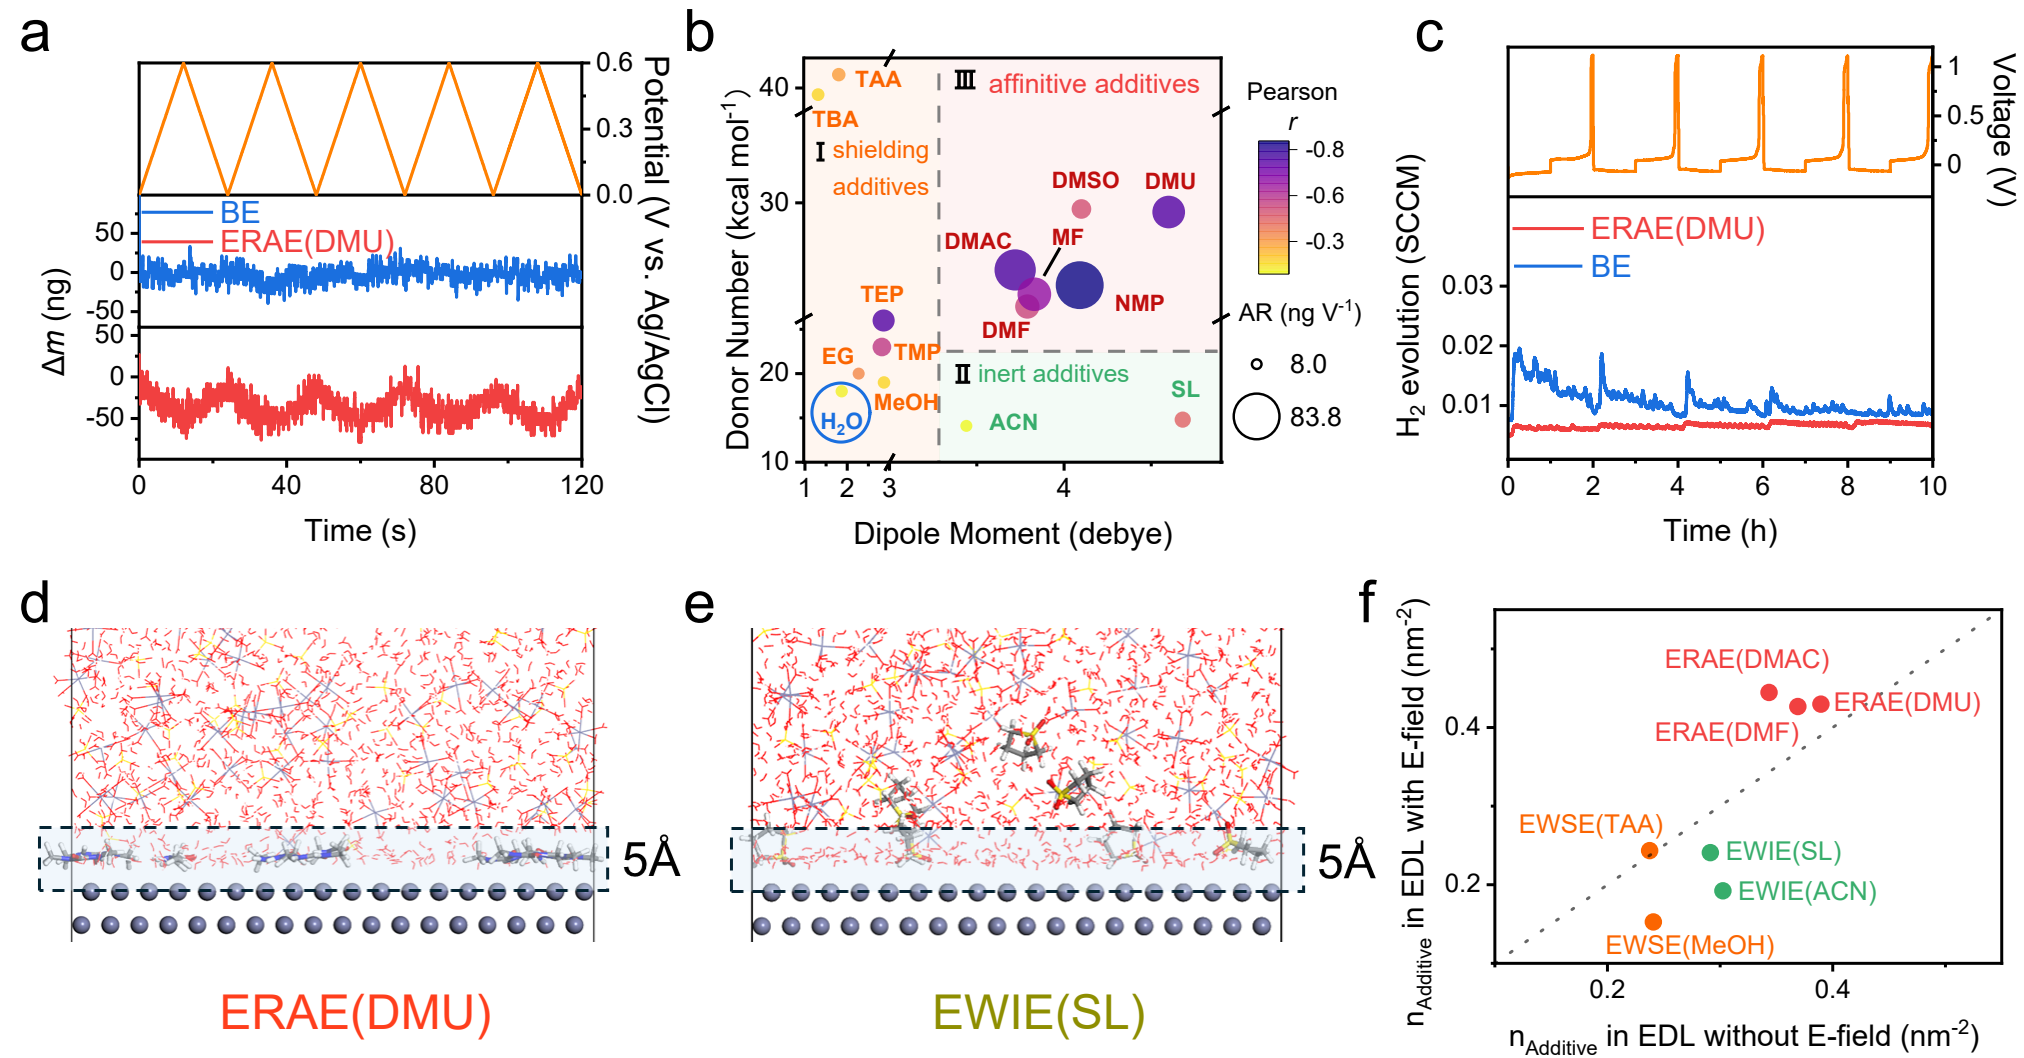 a
0.6
0.3
0.0
Potential (V vs. Ag/AgCl)
BE
ERAE(DMU)
50
0
-50
50
0
-50
Δm (ng)
0
40
80
120
Time (s)
b
40
30
20
10
Donor Number (kcal mol-1)
TAA
TBA
I shielding
additives
III affinitive additives
DMSO
DMU
DMAC
MF
NMP
DMF
TEP
TMP
EG
MeOH
H2O
II inert additives
ACN
SL
1
2
3
4
Dipole Moment (debye)
Pearson
r
-0.8
-0.6
-0.3
AR (ng V-1)
8.0
83.8
c
1
0.5
0
Voltage (V)
ERAE(DMU)
BE
0.03
0.02
0.01
H2 evolution (SCCM)
0
2
4
6
8
10
Time (h)
d
5Å
ERAE(DMU)
e
5Å
EWIE(SL)
f
nAdditive in EDL with E-field (nm-2)
0.4
0.2
ERAE(DMAC)
ERAE(DMU)
ERAE(DMF)
EWSE(TAA)
EWIE(SL)
EWIE(ACN)
EWSE(MeOH)
0.2
0.4
nAdditive in EDL without E-field (nm-2)